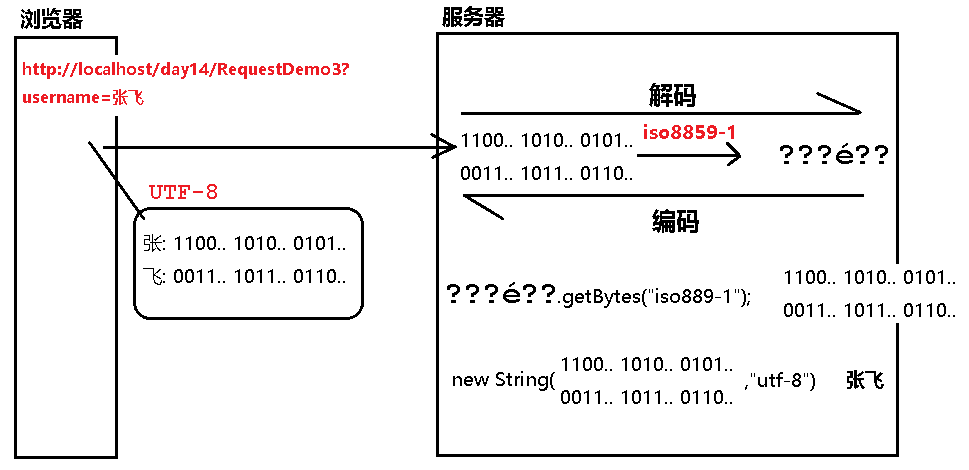 浏览器
服务器
http://localhost/day14/RequestDemo3?
username=张飞
UTF-8
张: 1100.. 1010.. 0101..
飞: 0011.. 1011.. 0110..
解码
1100.. 1010.. 0101..
0011.. 1011.. 0110..
iso8859-1
???é??
编码
???é??.getBytes("iso889-1");
1100.. 1010.. 0101..
0011.. 1011.. 0110..
new String(
1100.. 1010.. 0101..
0011.. 1011.. 0110..
,"utf-8")
张飞